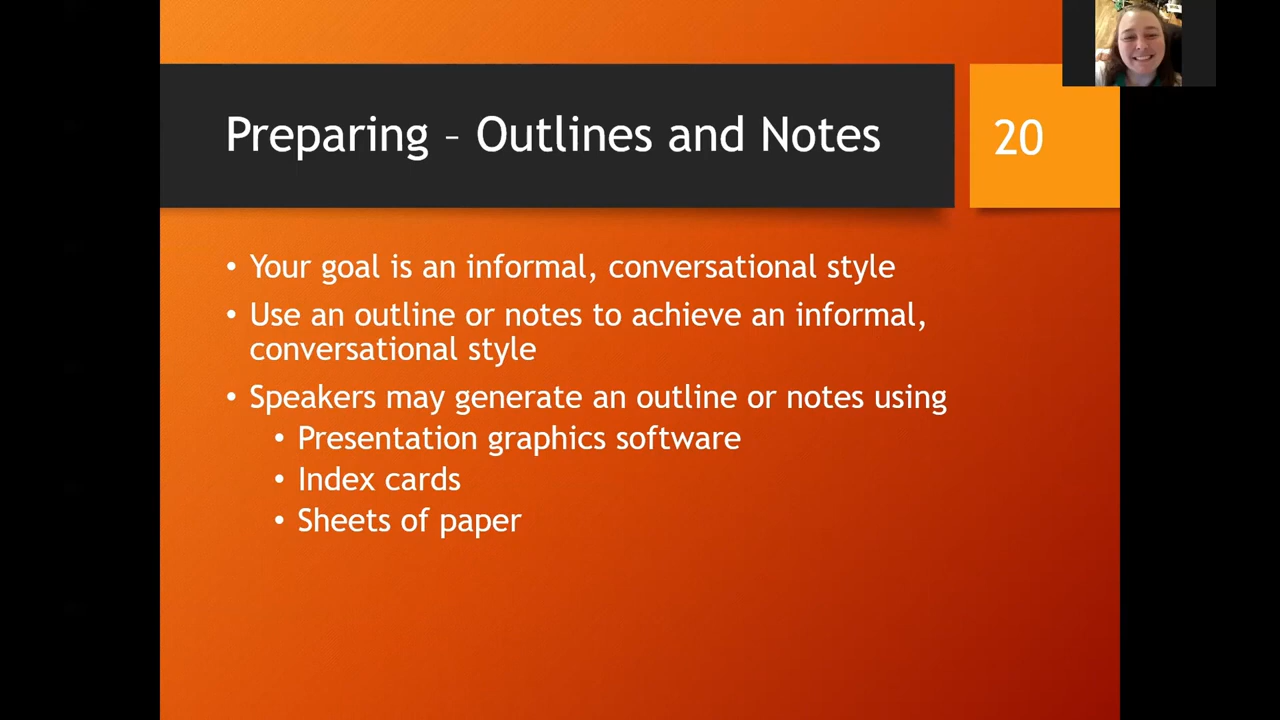 Preparing – Outlines and Notes
20
• Your goal is an informal, conversational style
• Use an outline or notes to achieve an informal,
conversational style
• Speakers may generate an outline or notes using
• Presentation graphics software
• Index cards
• Sheets of paper